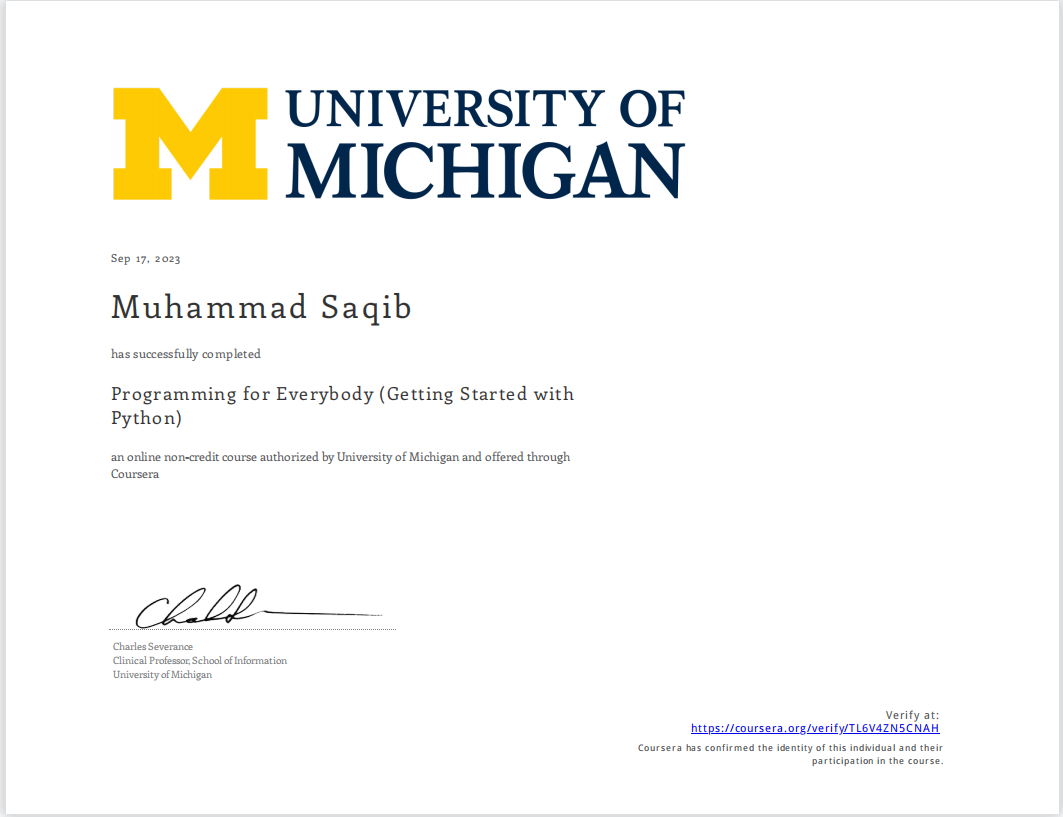 M UNIVERSITY OF
MICHIGAN
Sep 17, 2023
Muhammad Saqib
has successfully completed
Programming for Everybody (Getting Started with
Python)
an online non-credit course authorized by University of Michigan and offered through
Coursera
Charles Severance
Clinical Professor, School of Information
University of Michigan
Verify at:
https://coursera.org/verify/TL6V4ZN5CNAH
Coursera has confirmed the identity of this individual and their
participation in the course.